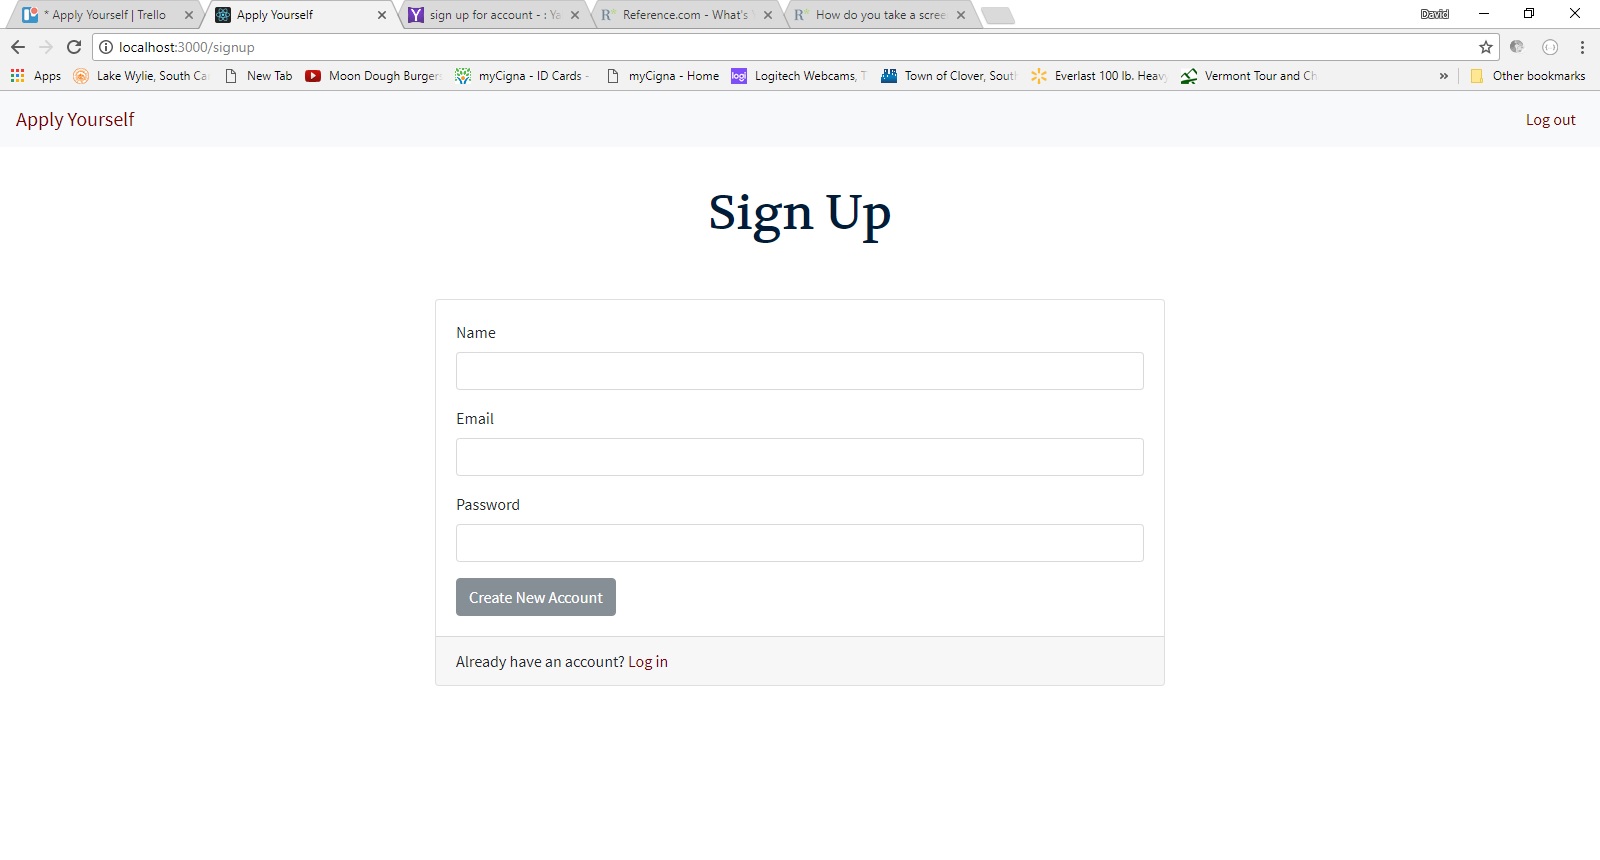 * Apply Yourself | Trello
Apply Yourself
sign up for account - : Ya
Reference.com - What's
How do you take a scree
David
localhost:3000/signup
Apps
Lake Wylie, South Ca
New Tab
Moon Dough Burger
myCigna - ID Cards -
myCigna - Home
Logitech Webcams, T
Town of Clover, South
Everlast 100 lb. Heavy
Vermont Tour and Ch
»
Other bookmarks
Apply Yourself
Log out
Sign Up
Name
Email
Password
Create New Account
Already have an account? Log in